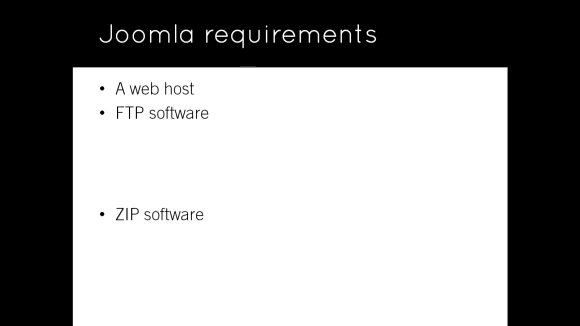 Joomla requirements
• A web host
• FTP software
• ZIP software